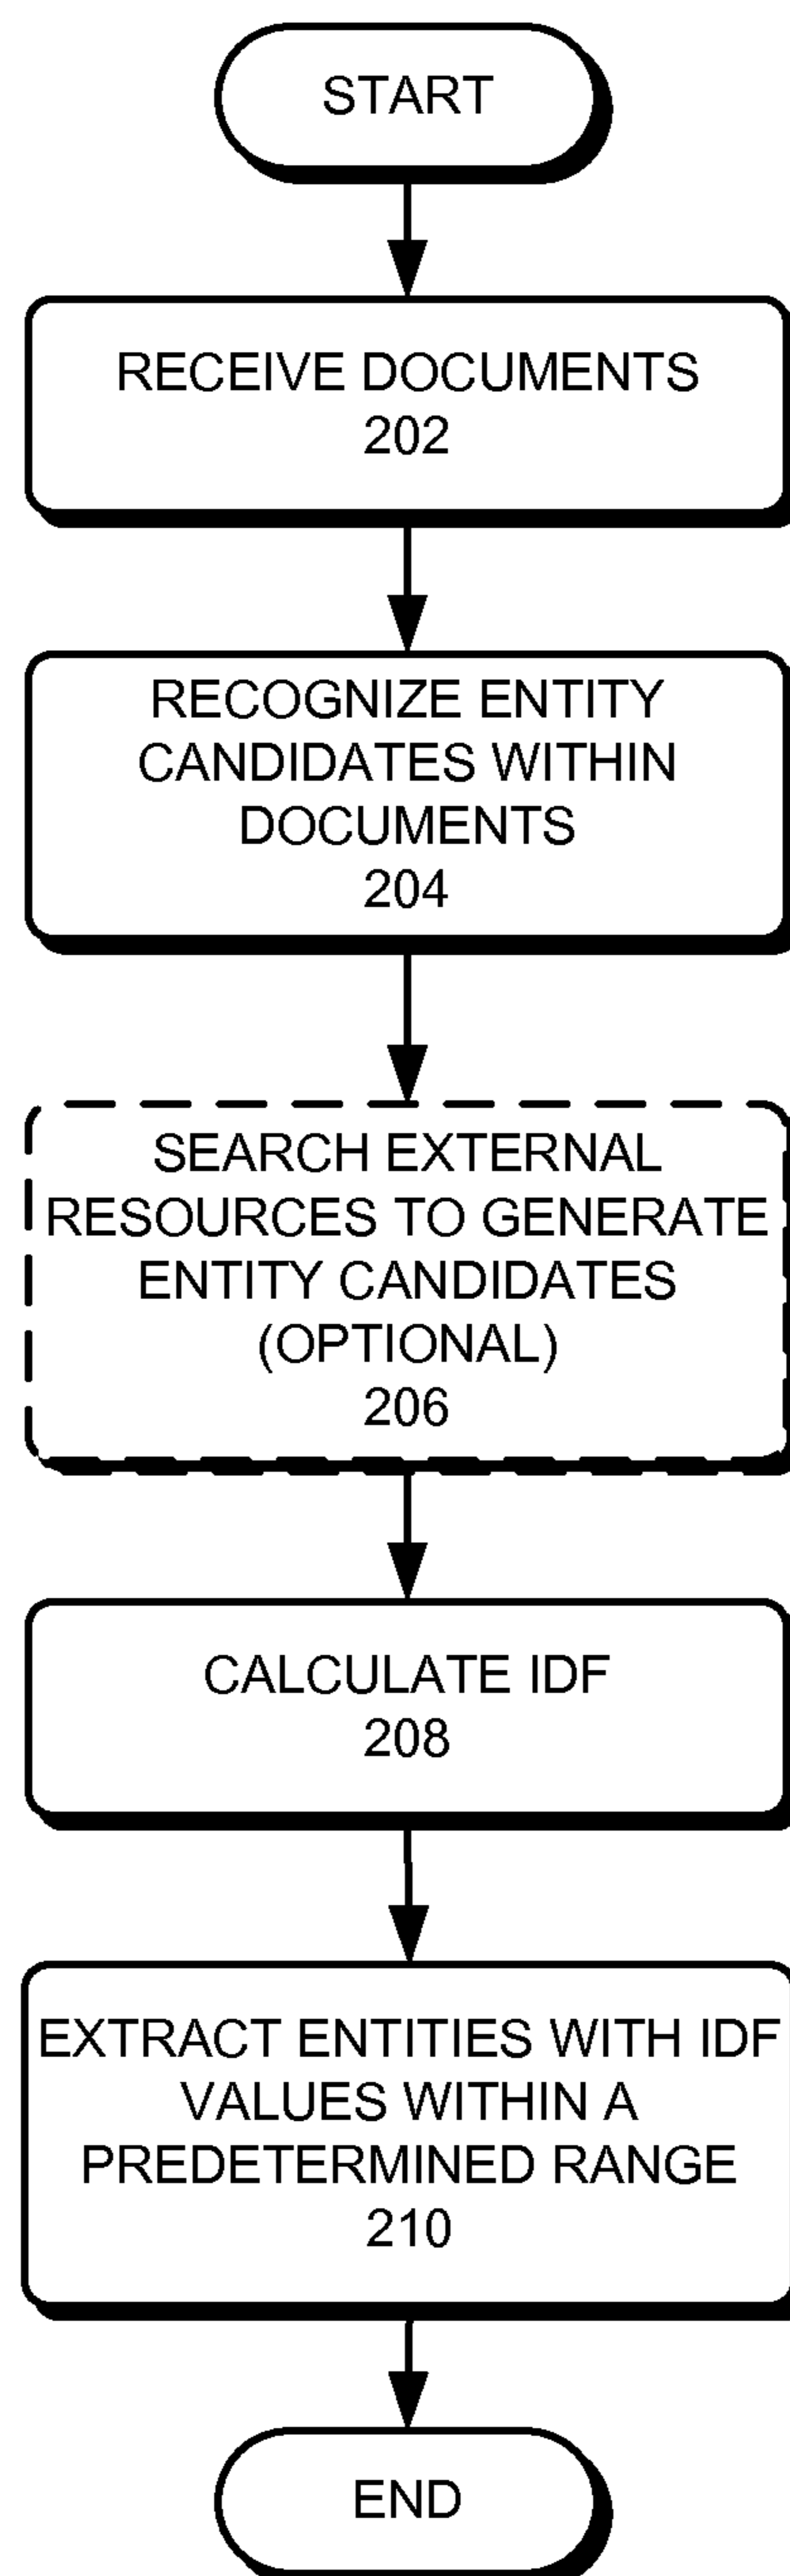 START
RECEIVE DOCUMENTS
202
RECOGNIZE ENTITY
CANDIDATES WITHIN
DOCUMENTS
204
SEARCH EXTERNAL
RESOURCES TO GENERATE
ENTITY CANDIDATES
(OPTIONAL)
206
CALCULATE IDF
208
EXTRACT ENTITIES WITH IDF
VALUES WITHIN A
PREDETERMINED RANGE
210
END